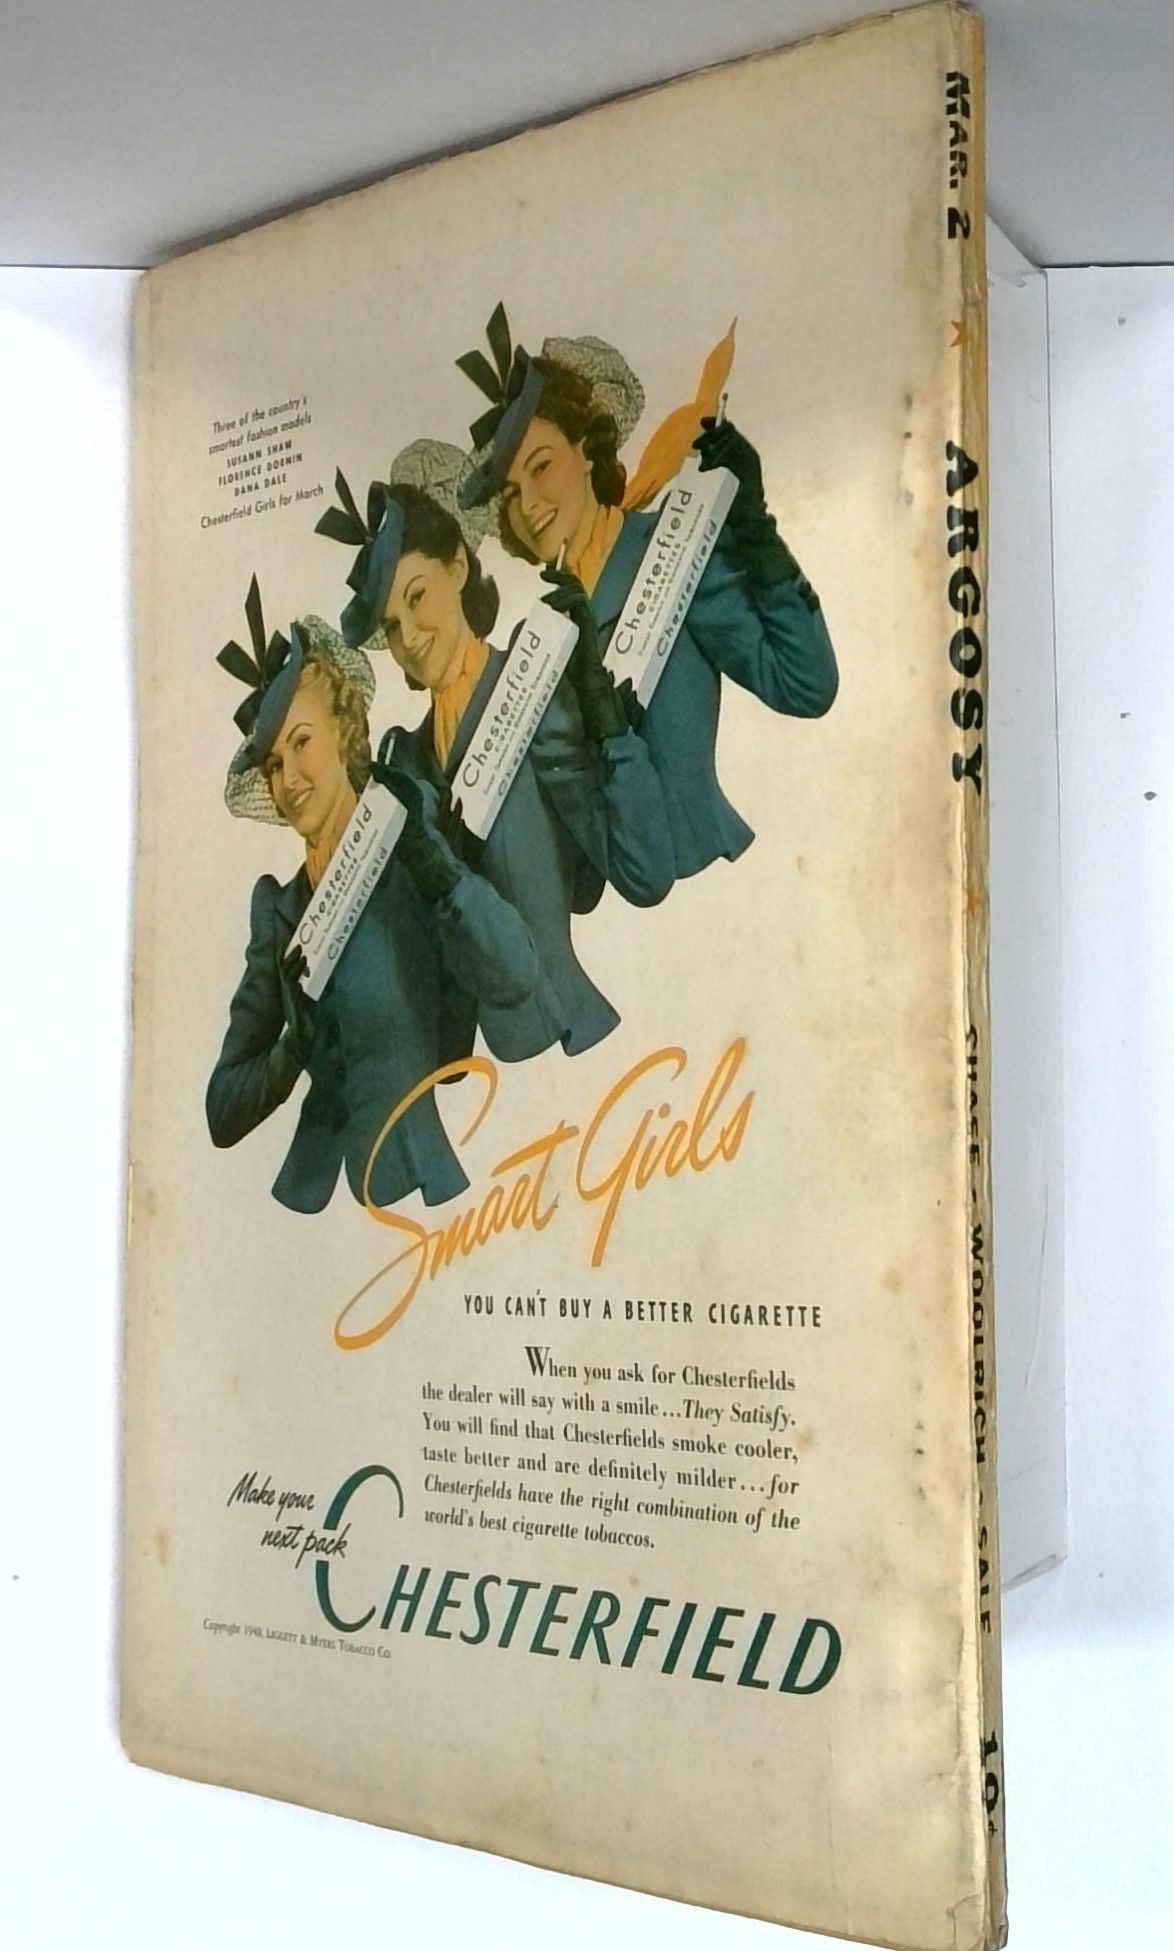 Three of the country's
smartest fashion models
SUSANN SHAW
FLORENCE DORNIN
DANA DALE
Chesterfield Girls for March
Chesterfield
CIGARETTES
Chesterfield
Chesterfield
CIGARETTES
Chesterfield
Chesterfield
CIGARETTES
Chesterfield
Smart Girls
YOU CAN'T BUY A BETTER CIGARETTE
When you ask for Chesterfields
the dealer will say with a smile...They Satisfy.
You will find that Chesterfields smoke cooler,
taste better and are definitely milder...for
Chesterfields have the right combination of the
world's best cigarette tobaccos.
Make your
next pack
CHESTERFIELD
Copyright 1940, LIGGETT & MYERS TOBACCO CO.
MAR. 2 ARGOSY CHASE • WOOLRICH • SALE 10¢